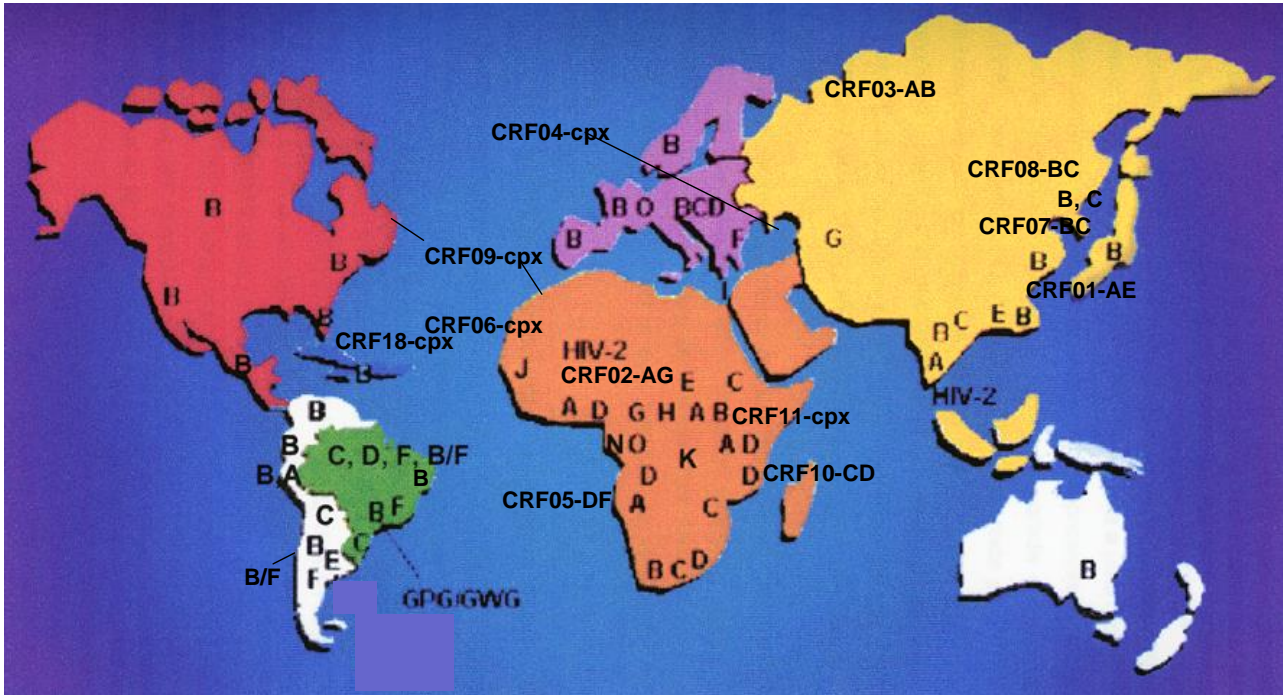 CRF03-AB
CRF04-cpx
B
CRF08-BC
B, C
B
B O BCD
CRF07-BC
B
F
G
B
B
CRF09-cpx
B
B
I
CRF01-AE
B
B
CRF06-cpx
E B
C
B
CRF18-cpx
HIV-2
A
B
B
J
CRF02-AG
E C
HIV-2
B
A D G H A B
CRF11-cpx
B
N O
A D
C, D, F, B/F
K
B A
B
D
D
CRF10-CD
CRF05-DF
A
C
C
B F
B
C
E
B/F
F
B C D
B
GPG/GWG